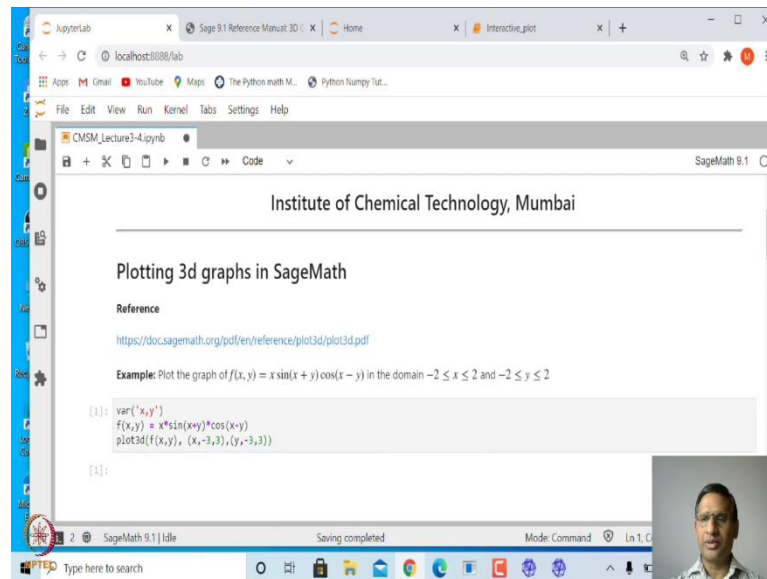 JupyterLab
Sage 9.1 Reference Manual: 3D G
Home
Interactive_plot
localhost:8888/lab
Apps Gmail YouTube Maps The Python math M... Python Numpy Tut...
File Edit View Run Kernel Tabs Settings Help
CMSM_Lecture3-4.ipynb
Code
SageMath 9.1
Institute of Chemical Technology, Mumbai
Plotting 3d graphs in SageMath
Reference
https://doc.sagemath.org/pdf/en/reference/plot3d/plot3d.pdf
Example: Plot the graph of f(x, y) = x sin(x + y) cos(x − y) in the domain −2 ≤ x ≤ 2 and −2 ≤ y ≤ 2
[1]: var('x,y')
f(x,y) = x*sin(x+y)*cos(x-y)
plot3d(f(x,y), (x,-3,3),(y,-3,3))
[1]:
2 SageMath 9.1 | Idle Saving completed Mode: Command Ln 1,
Type here to search